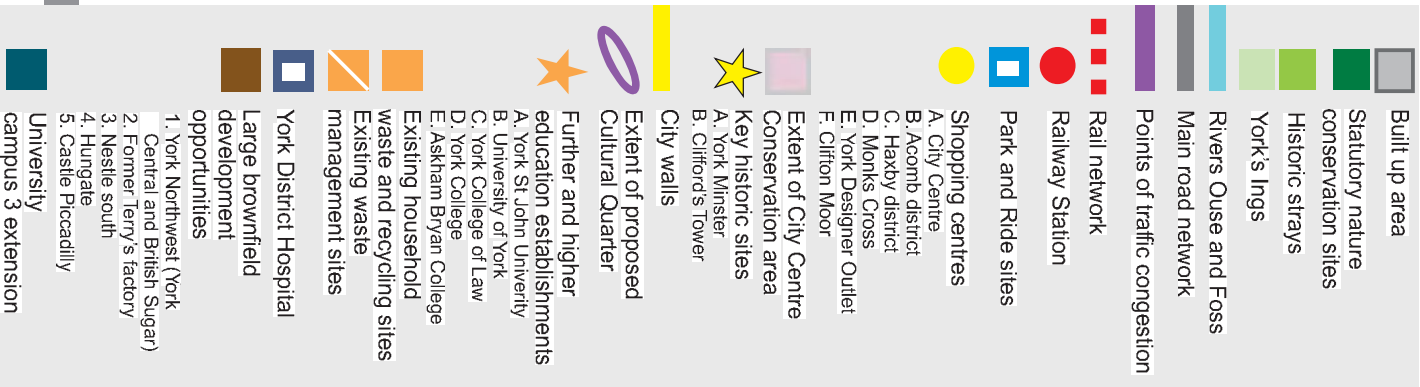 Built up area
Statutory nature
conservation sites
Historic strays
York's Ings
Rivers Ouse and Foss
Main road network
Points of traffic congestion
Rail network
Railway Station
Park and Ride sites
Shopping centres
A. City Centre
B. Acomb district
C. Haxby district
D. Monks Cross
E. York Designer Outlet
F. Clifton Moor
Extent of City Centre
Conservation area
Key historic sites
A. York Minster
B. Clifford's Tower
City walls
Extent of proposed
Cultural Quarter
Further and higher
education establishments
A. York St John Univerity
B. University of York
C. York College of Law
D. York College
E. Askham Bryan College
Existing household
waste and recycling sites
Existing waste
management sites
York District Hospital
Large brownfield
development
opportunities
1. York Northwest (York
Central and British Sugar)
2. Former Terry's factory
3. Nestle south
4. Hungate
5. Castle Piccadilly
University
campus 3 extension